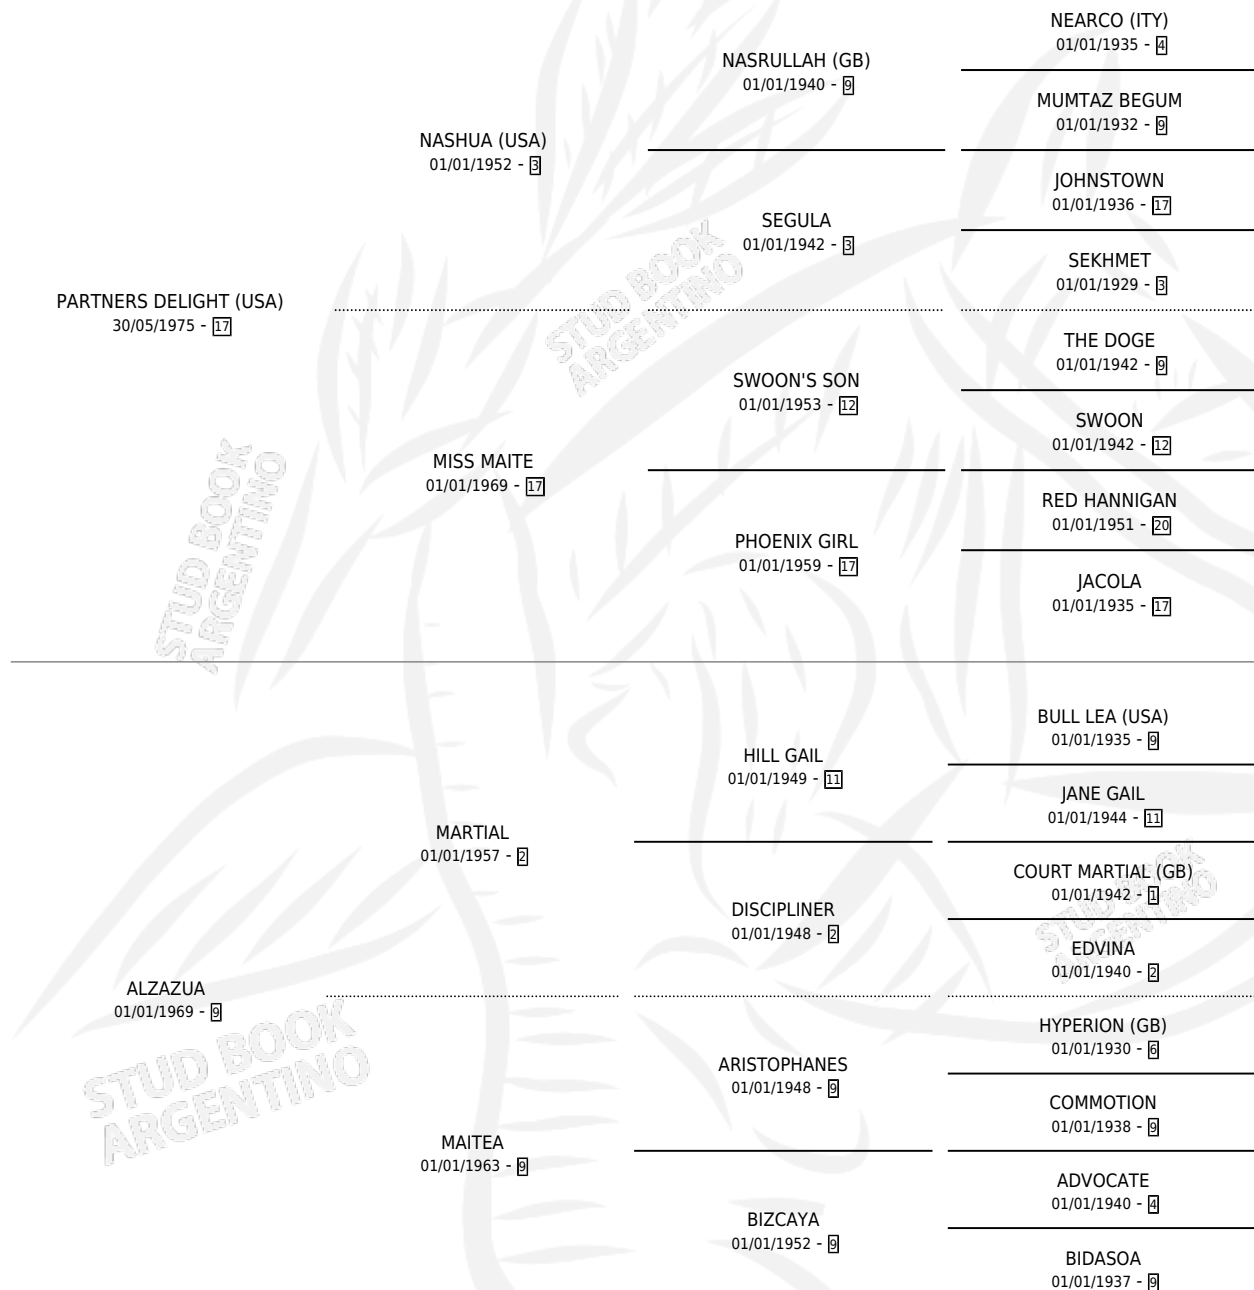 NEARCO (ITY)
01/01/1935 - 4
NASRULLAH (GB)
01/01/1940 - 9
MUMTAZ BEGUM
01/01/1932 - 9
NASHUA (USA)
01/01/1952 - 3
JOHNSTOWN
01/01/1936 - 17
SEGULA
01/01/1942 - 3
SEKHMET
01/01/1929 - 3
PARTNERS DELIGHT (USA)
30/05/1975 - 17
THE DOGE
01/01/1942 - 9
SWOON'S SON
01/01/1953 - 12
SWOON
01/01/1942 - 12
MISS MAITE
01/01/1969 - 17
RED HANNIGAN
01/01/1951 - 20
PHOENIX GIRL
01/01/1959 - 17
JACOLA
01/01/1935 - 17
BULL LEA (USA)
01/01/1935 - 9
HILL GAIL
01/01/1949 - 11
JANE GAIL
01/01/1944 - 11
MARTIAL
01/01/1957 - 2
COURT MARTIAL (GB)
01/01/1942 - 1
DISCIPLINER
01/01/1948 - 2
EDVINA
01/01/1940 - 2
ALZAZUA
01/01/1969 - 9
HYPERION (GB)
01/01/1930 - 6
ARISTOPHANES
01/01/1948 - 9
COMMOTION
01/01/1938 - 9
MAITEA
01/01/1963 - 9
ADVOCATE
01/01/1940 - 4
BIZCAYA
01/01/1952 - 9
BIDASOA
01/01/1937 - 9
STUD BOOK
ARGENTINO
STUD BOOK
ARGENTINO
STUD BOOK
ARGENTINO
STUD BOOK
ARGENTINO